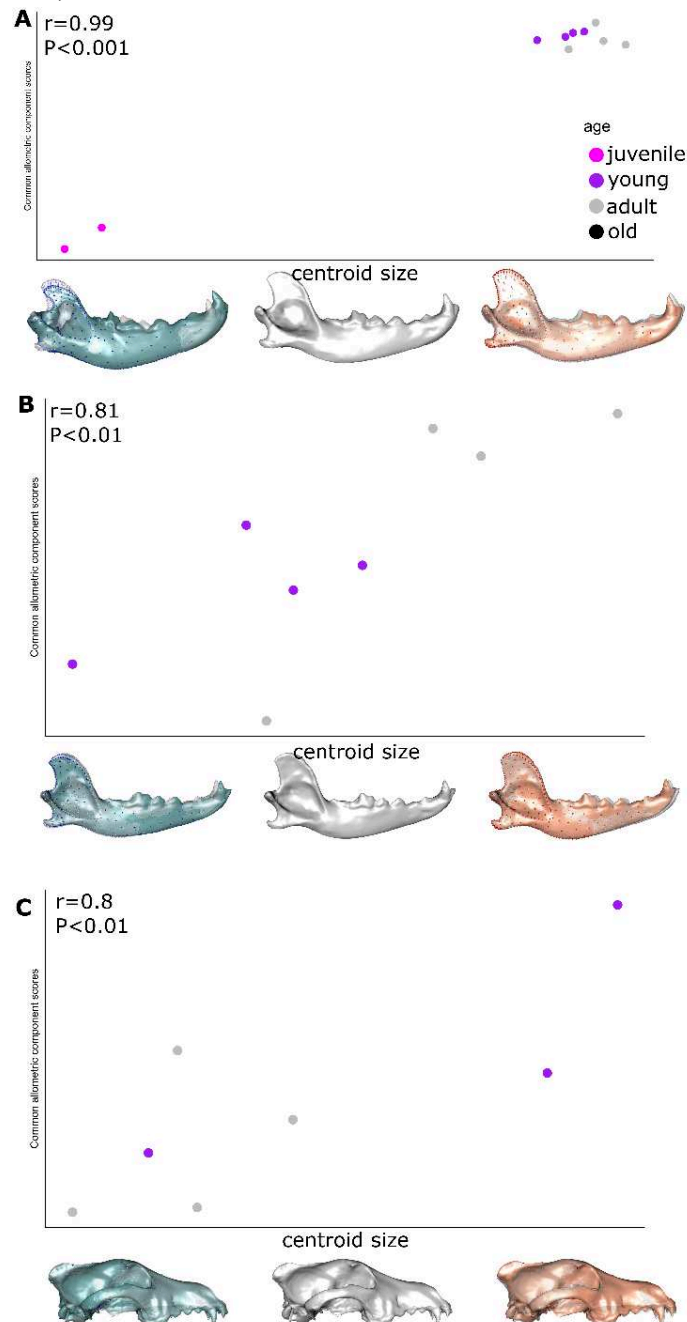 A
r=0.99
P<0.001
Common allometric component scores
age
juvenile
young
adult
old
centroid size
B
r=0.81
P<0.01
Common allometric component scores
centroid size
C
r=0.8
P<0.01
Common allometric component scores
centroid size